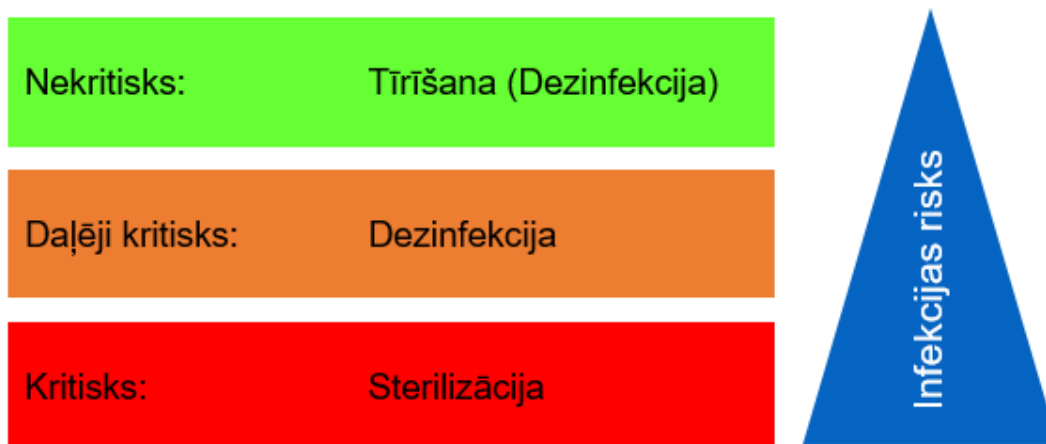 Nekritisks: Tīrīšana (Dezinfekcija)
Daļēji kritisks: Dezinfekcija
Kritisks: Sterilizācija
Infekcijas risks